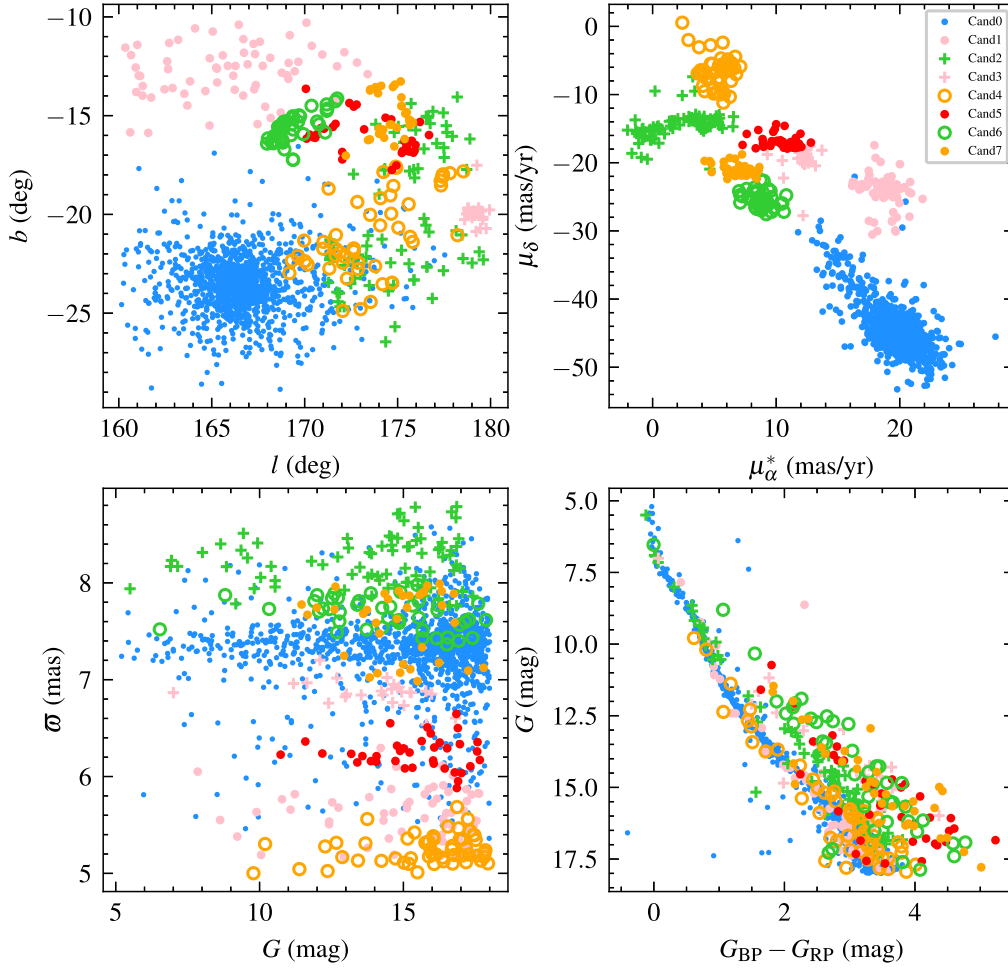 −10
−15
−20
−25
b (deg)
160
170
180
l (deg)
0
−10
−20
−30
−40
−50
μδ (mas/yr)
0
10
20
μ*α (mas/yr)
Cand0
Cand1
Cand2
Cand3
Cand4
Cand5
Cand6
Cand7
8
7
6
5
ϖ (mas)
5
10
15
G (mag)
5.0
7.5
10.0
12.5
15.0
17.5
G (mag)
0
2
4
GBP − GRP (mag)